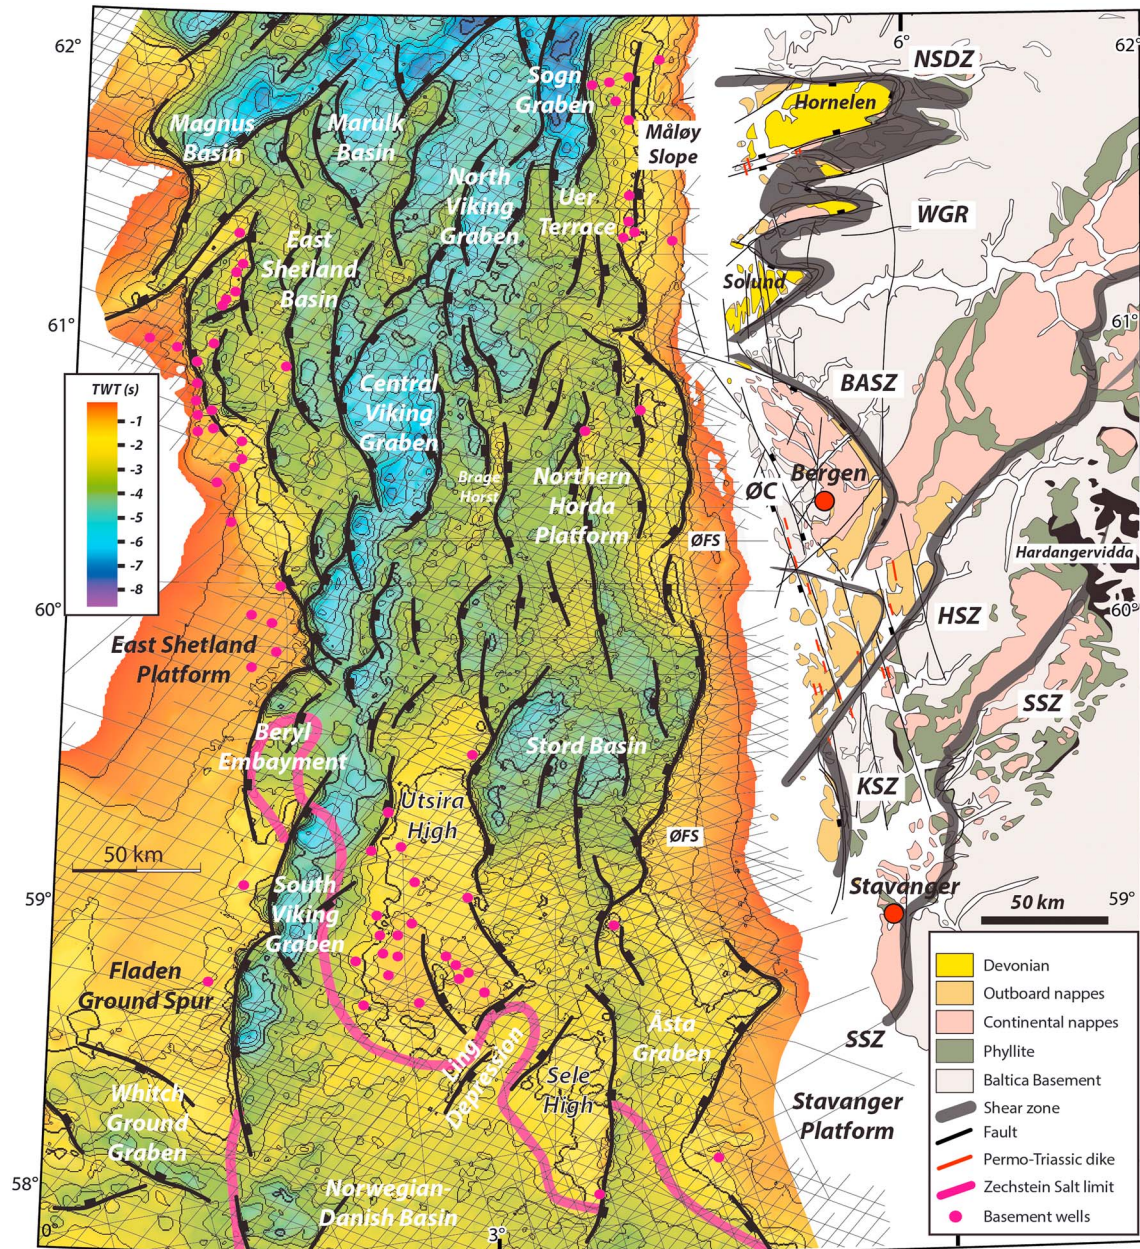 62°
6°
62°
NSDZ
Hornelen
Sogn
Graben
Magnus
Basin
Marulk
Basin
Måløy
Slope
North
Viking
Graben
Uer
Terrace
WGR
East
Shetland
Basin
Solund
61°
61°
TWT (s)
-1
-2
-3
-4
-5
-6
-7
-8
Central
Viking
Graben
BASZ
Brage
Horst
Northern
Horda
Platform
Bergen
ØC
ØFS
Hardangervidda
60°
60°
HSZ
East Shetland
Platform
SSZ
Beryl
Embayment
Stord Basin
KSZ
Utsira
High
ØFS
50 km
South
Viking
Graben
Stavanger
59°
59°
50 km
Fladen
Ground Spur
SSZ
Åsta
Graben
Ling
Depression
Sele
High
Whitch
Ground
Graben
Stavanger
Platform
58°
Norwegian-
Danish Basin
0°
3°
Devonian
Outboard nappes
Continental nappes
Phyllite
Baltica Basement
Shear zone
Fault
Permo-Triassic dike
Zechstein Salt limit
Basement wells